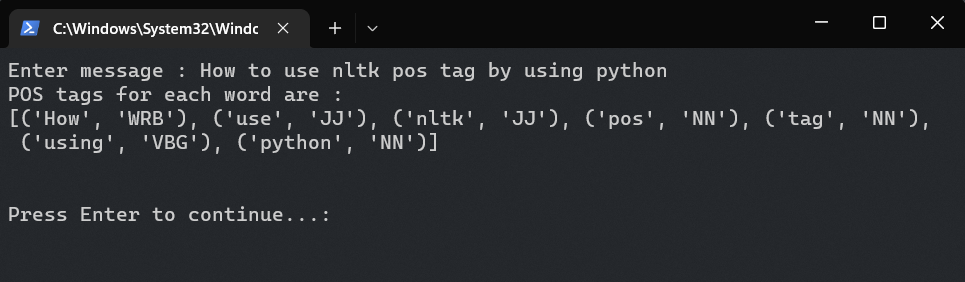 C:\Windows\System32\Windc
Enter message : How to use nltk pos tag by using python
POS tags for each word are :
[('How', 'WRB'), ('use', 'JJ'), ('nltk', 'JJ'), ('pos', 'NN'), ('tag', 'NN'),
('using', 'VBG'), ('python', 'NN')]
Press Enter to continue...: